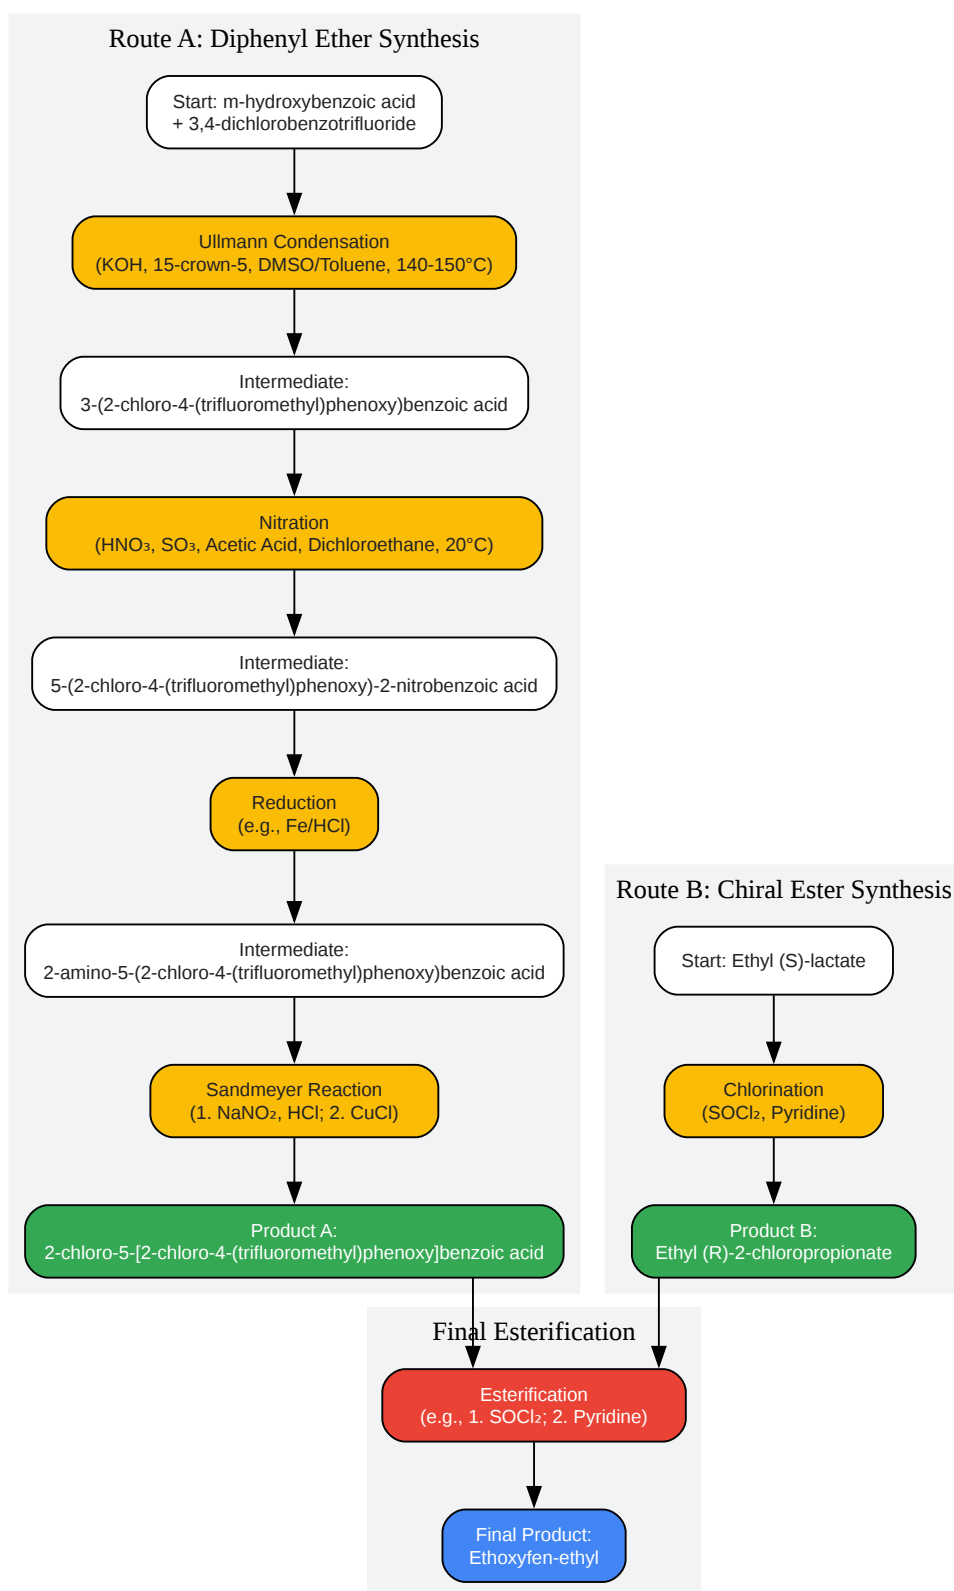 Route A: Diphenyl Ether Synthesis
Start: m-hydroxybenzoic acid
+ 3,4-dichlorobenzotrifluoride
Ullmann Condensation
(KOH, 15-crown-5, DMSO/Toluene, 140-150°C)
Intermediate:
3-(2-chloro-4-(trifluoromethyl)phenoxy)benzoic acid
Nitration
(HNO₃, SO₃, Acetic Acid, Dichloroethane, 20°C)
Intermediate:
5-(2-chloro-4-(trifluoromethyl)phenoxy)-2-nitrobenzoic acid
Reduction
(e.g., Fe/HCl)
Intermediate:
2-amino-5-(2-chloro-4-(trifluoromethyl)phenoxy)benzoic acid
Sandmeyer Reaction
(1. NaNO₂, HCl; 2. CuCl)
Product A:
2-chloro-5-[2-chloro-4-(trifluoromethyl)phenoxy]benzoic acid
Route B: Chiral Ester Synthesis
Start: Ethyl (S)-lactate
Chlorination
(SOCl₂, Pyridine)
Product B:
Ethyl (R)-2-chloropropionate
Final Esterification
Esterification
(e.g., 1. SOCl₂; 2. Pyridine)
Final Product:
Ethoxyfen-ethyl